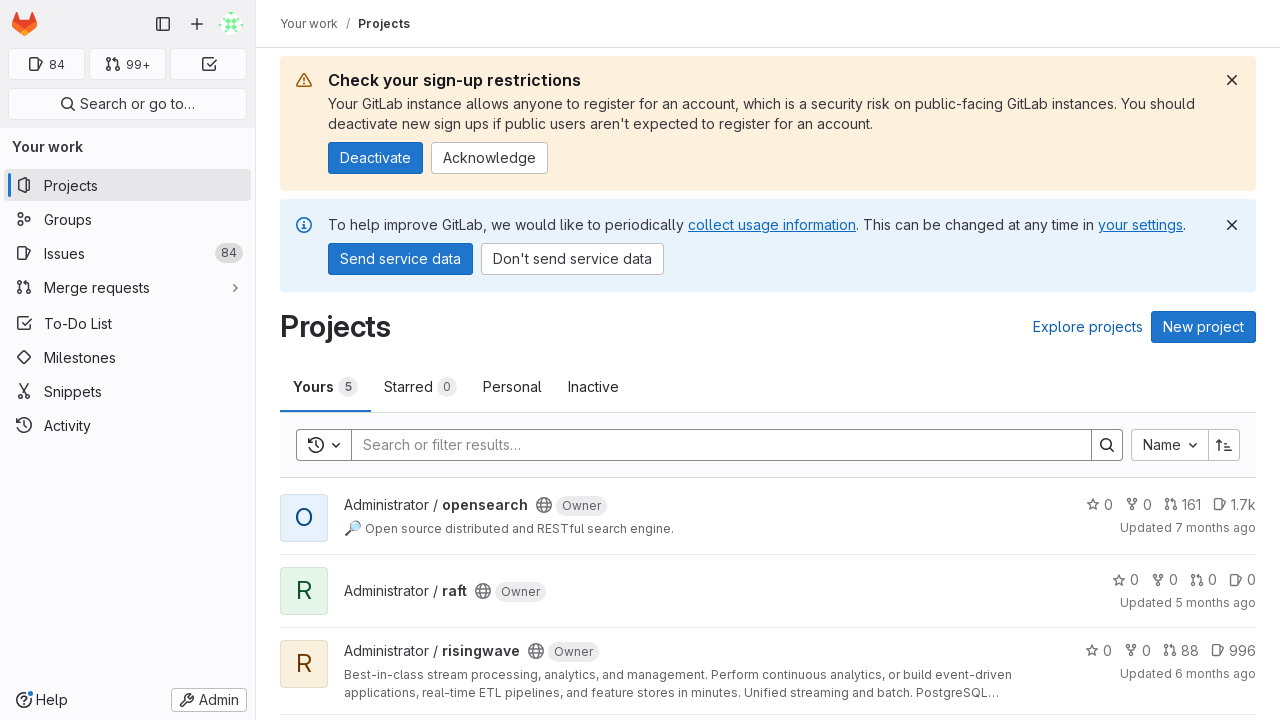 Your work / Projects
84
99+
Search or go to…
Your work
Projects
Groups
Issues 84
Merge requests
To-Do List
Milestones
Snippets
Activity
Help
Admin
Check your sign-up restrictions
Your GitLab instance allows anyone to register for an account, which is a security risk on public-facing GitLab instances. You should
deactivate new sign ups if public users aren't expected to register for an account.
Deactivate
Acknowledge
To help improve GitLab, we would like to periodically collect usage information. This can be changed at any time in your settings.
Send service data
Don't send service data
Projects
Explore projects
New project
Yours 5
Starred 0
Personal
Inactive
Search or filter results…
Name
O
Administrator / opensearch Owner
0 0 161 1.7k
🔎 Open source distributed and RESTful search engine.
Updated 7 months ago
R
Administrator / raft Owner
0 0 0 0
Updated 5 months ago
R
Administrator / risingwave Owner
0 0 88 996
Best-in-class stream processing, analytics, and management. Perform continuous analytics, or build event-driven
applications, real-time ETL pipelines, and feature stores in minutes. Unified streaming and batch. PostgreSQL…
Updated 6 months ago